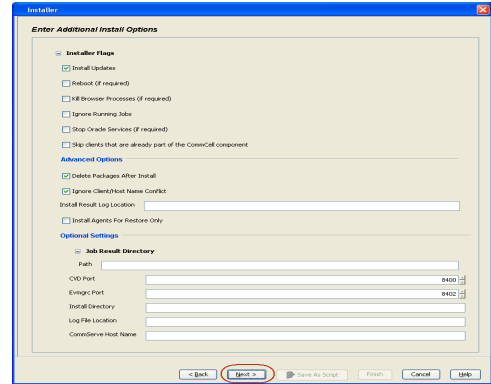 Installer
Enter Additional Install Options
Installer Flags
Install Updates
Reboot (if required)
Kill Browser Processes (if required)
Ignore Running Jobs
Stop Oracle Services (if required)
Skip clients that are already part of the CommCell component
Advanced Options
Delete Packages After Install
Ignore Client/Host Name Conflict
Install Result Log Location
Install Agents For Restore Only
Optional Settings
Job Result Directory
Path
CVD Port 8400
Evmgrc Port 8402
Install Directory
Log File Location
CommServe Host Name
< Back Next > Save As Script Finish Cancel Help